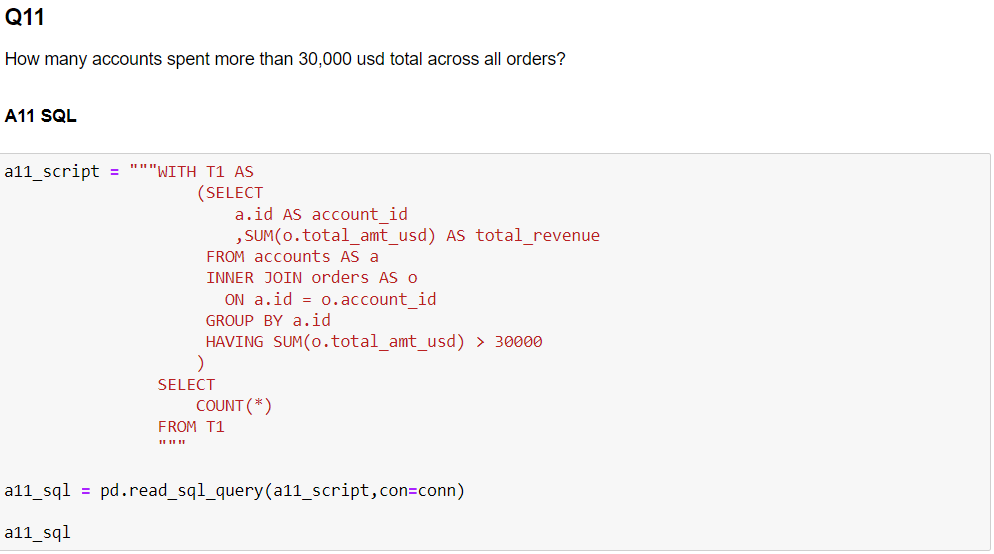 Q11
How many accounts spent more than 30,000 usd total across all orders?
A11 SQL
a11_script = """WITH T1 AS
(SELECT
a.id AS account_id
,SUM(o.total_amt_usd) AS total_revenue
FROM accounts AS a
INNER JOIN orders AS o
ON a.id = o.account_id
GROUP BY a.id
HAVING SUM(o.total_amt_usd) > 30000
)
SELECT
COUNT(*)
FROM T1
"""
a11_sql = pd.read_sql_query(a11_script,con=conn)
a11_sql